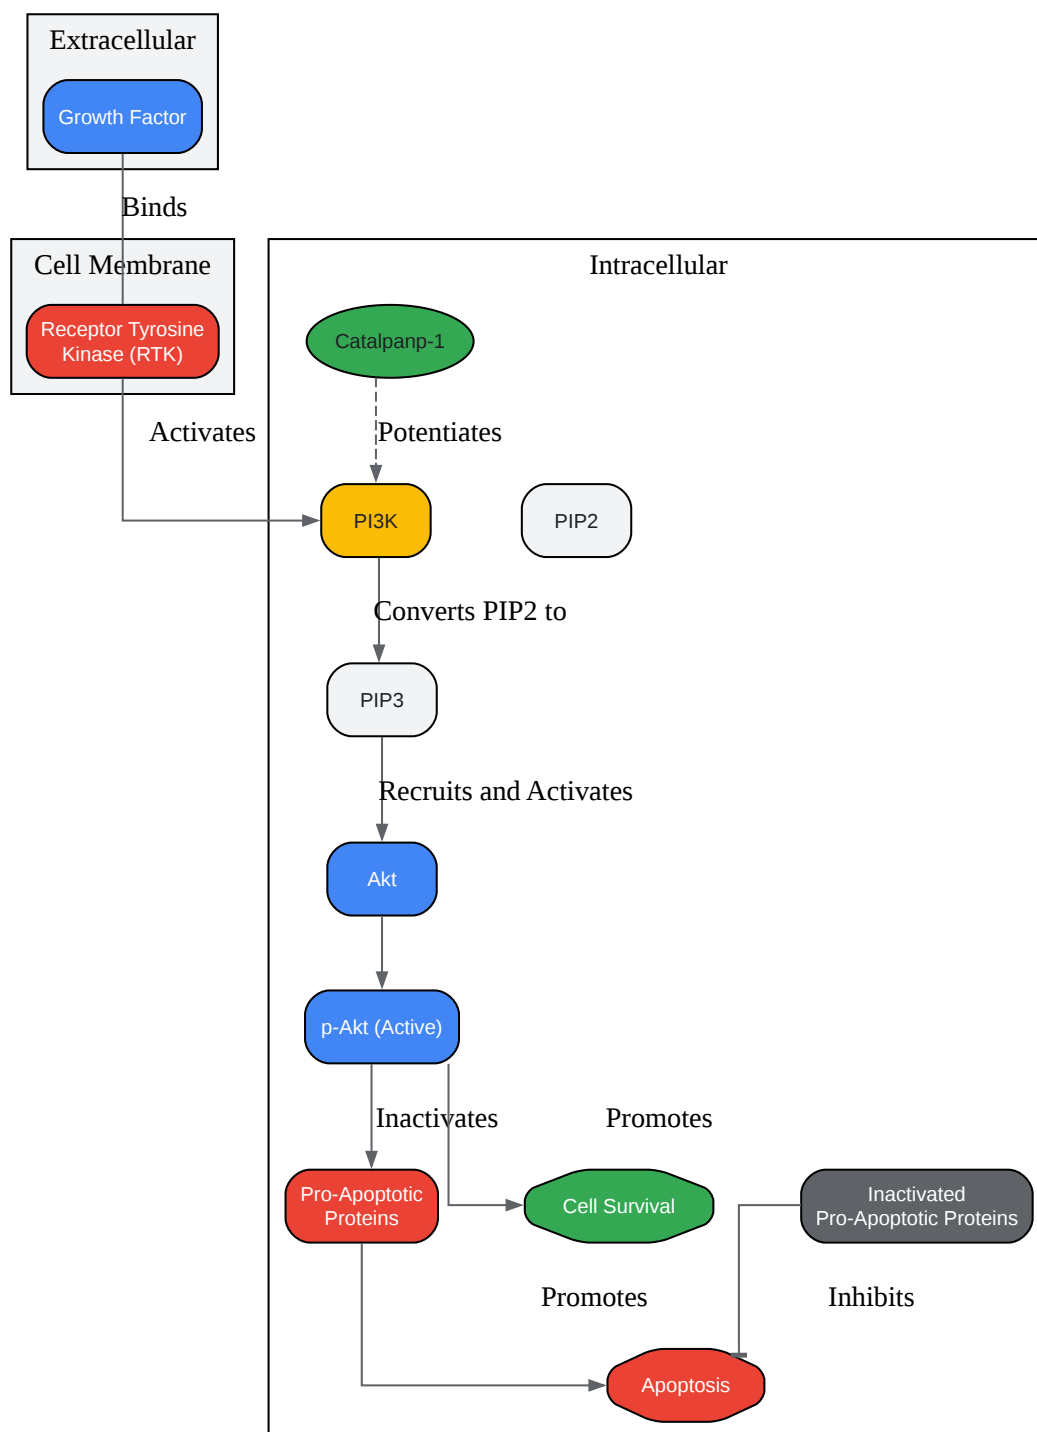 Extracellular
Growth Factor
Binds
Cell Membrane
Intracellular
Receptor Tyrosine
Kinase (RTK)
Catalpanp-1
Activates
Potentiates
PI3K
PIP2
Converts PIP2 to
PIP3
Recruits and Activates
Akt
p-Akt (Active)
Inactivates
Promotes
Pro-Apoptotic
Proteins
Cell Survival
Inactivated
Pro-Apoptotic Proteins
Promotes
Inhibits
Apoptosis